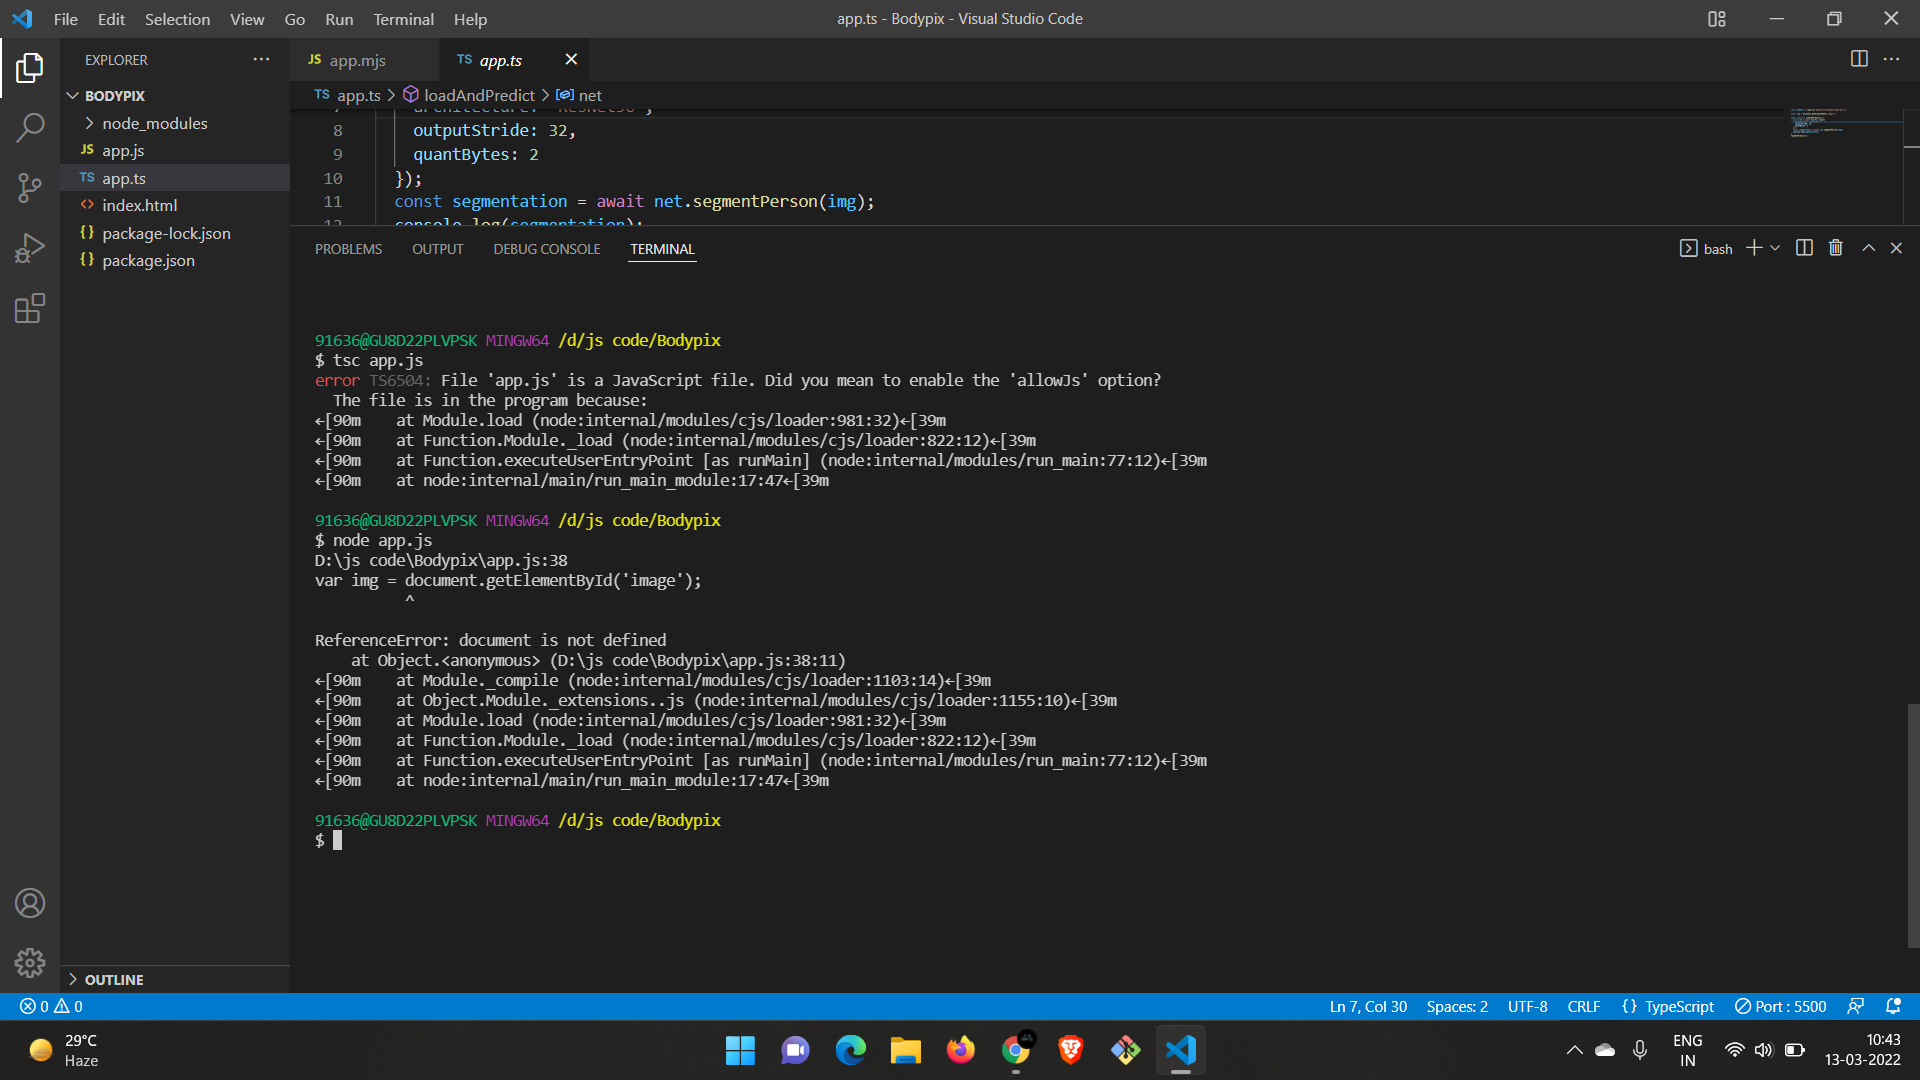 File Edit Selection View Go Run Terminal Help
app.ts - Bodypix - Visual Studio Code
EXPLORER
BODYPIX
node_modules
JS app.js
TS app.ts
<> index.html
{} package-lock.json
{} package.json
OUTLINE
JS app.mjs
TS app.ts
TS app.ts > loadAndPredict > net
8 outputStride: 32,
9 quantBytes: 2
10 });
11 const segmentation = await net.segmentPerson(img);
12 console.log(segmentation);
PROBLEMS OUTPUT DEBUG CONSOLE TERMINAL
bash
91636@GU8D22PLVPSK MINGW64 /d/js code/Bodypix
$ tsc app.js
error TS6504: File 'app.js' is a JavaScript file. Did you mean to enable the 'allowJs' option?
The file is in the program because:
←[90m    at Module.load (node:internal/modules/cjs/loader:981:32)←[39m
←[90m    at Function.Module._load (node:internal/modules/cjs/loader:822:12)←[39m
←[90m    at Function.executeUserEntryPoint [as runMain] (node:internal/modules/run_main:77:12)←[39m
←[90m    at node:internal/main/run_main_module:17:47←[39m
91636@GU8D22PLVPSK MINGW64 /d/js code/Bodypix
$ node app.js
D:\js code\Bodypix\app.js:38
var img = document.getElementById('image');
^
ReferenceError: document is not defined
at Object.<anonymous> (D:\js code\Bodypix\app.js:38:11)
←[90m    at Module._compile (node:internal/modules/cjs/loader:1103:14)←[39m
←[90m    at Object.Module._extensions..js (node:internal/modules/cjs/loader:1155:10)←[39m
←[90m    at Module.load (node:internal/modules/cjs/loader:981:32)←[39m
←[90m    at Function.Module._load (node:internal/modules/cjs/loader:822:12)←[39m
←[90m    at Function.executeUserEntryPoint [as runMain] (node:internal/modules/run_main:77:12)←[39m
←[90m    at node:internal/main/run_main_module:17:47←[39m
91636@GU8D22PLVPSK MINGW64 /d/js code/Bodypix
$
0 0
Ln 7, Col 30 Spaces: 2 UTF-8 CRLF {} TypeScript Port : 5500
29°C
Haze
ENG
IN
10:43
13-03-2022